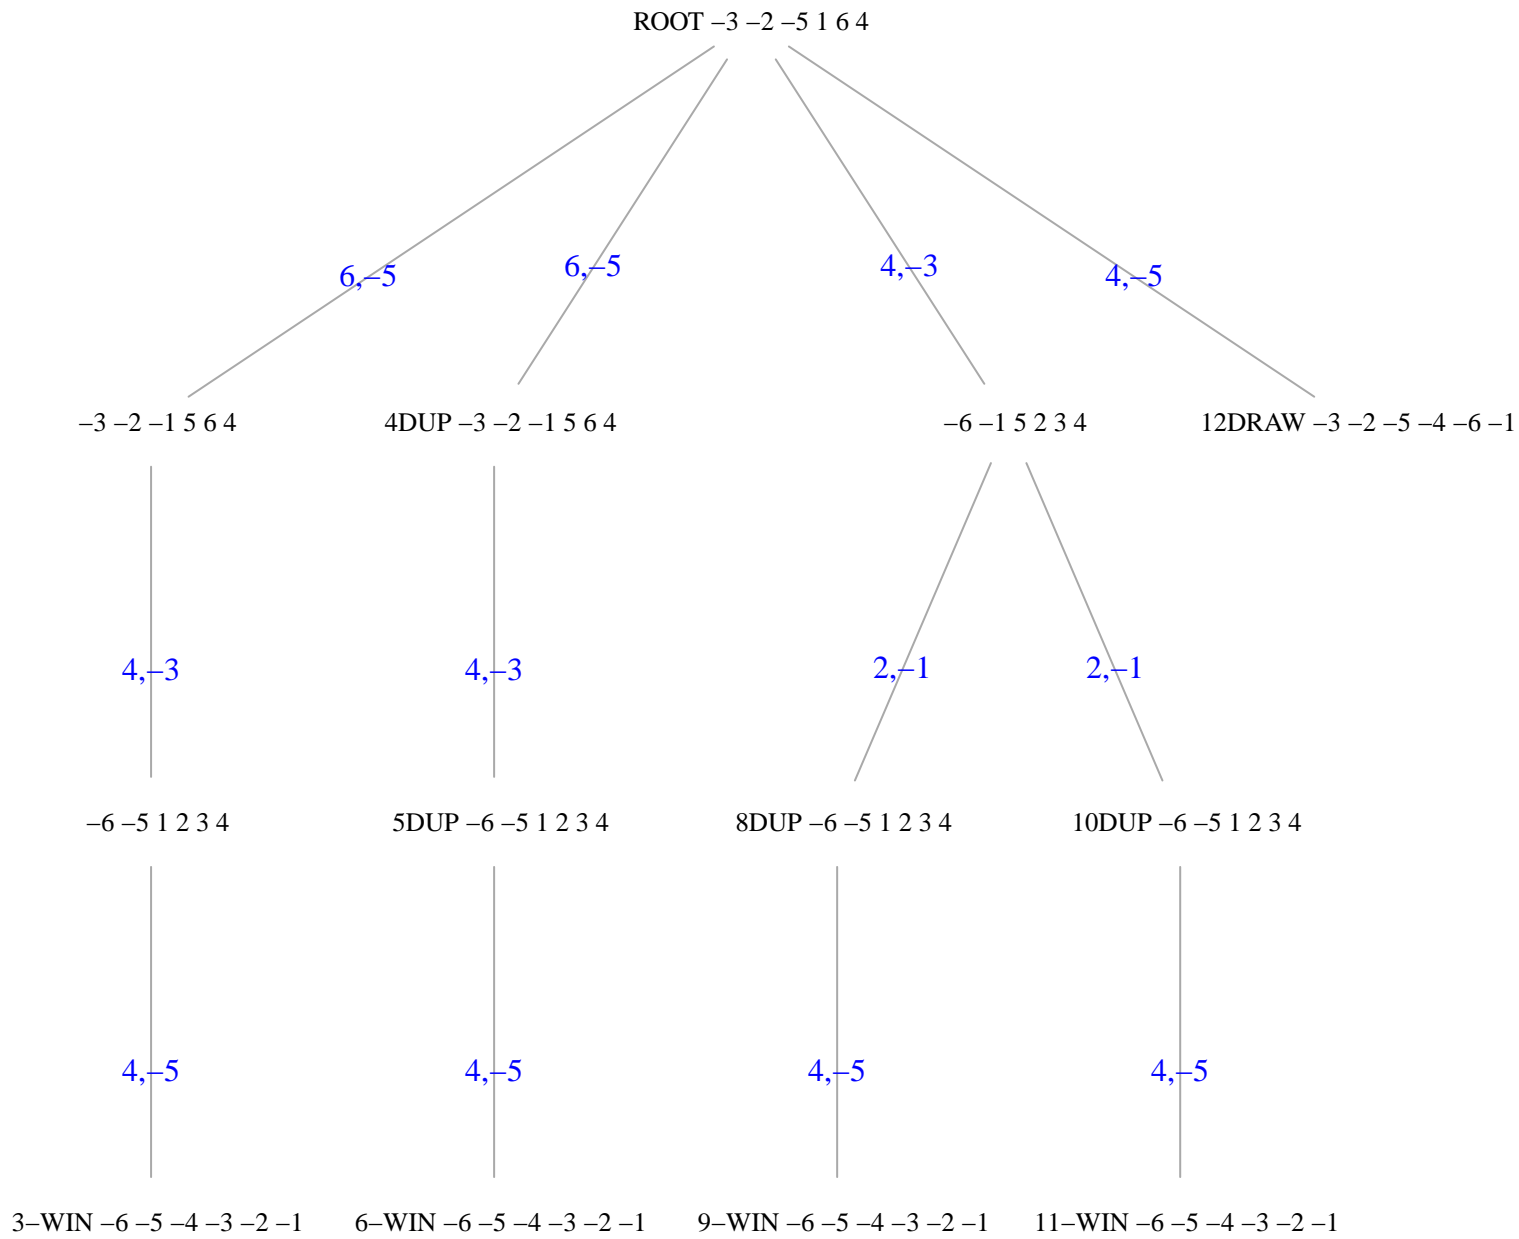 ROOT –3 –2 –5 1 6 4
6,–5
6,–5
4,–3
4,–5
–3 –2 –1 5 6 4
4DUP –3 –2 –1 5 6 4
–6 –1 5 2 3 4
12DRAW –3 –2 –5 –4 –6 –1
4,–3
4,–3
2,–1
2,–1
–6 –5 1 2 3 4
5DUP –6 –5 1 2 3 4
8DUP –6 –5 1 2 3 4
10DUP –6 –5 1 2 3 4
4,–5
4,–5
4,–5
4,–5
3–WIN –6 –5 –4 –3 –2 –1
6–WIN –6 –5 –4 –3 –2 –1
9–WIN –6 –5 –4 –3 –2 –1
11–WIN –6 –5 –4 –3 –2 –1